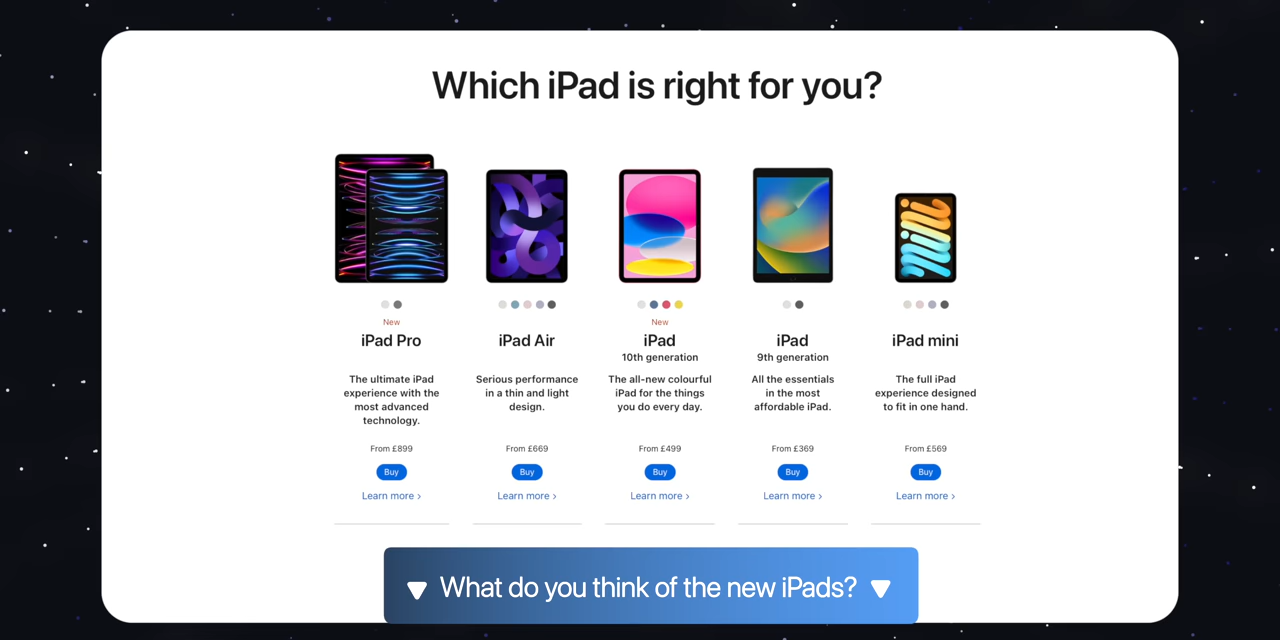 Which iPad is right for you?
New
iPad Pro
The ultimate iPad
experience with the
most advanced
technology.
From £899
Buy
Learn more ›
iPad Air
Serious performance
in a thin and light
design.
From £669
Buy
Learn more ›
New
iPad
10th generation
The all-new colourful
iPad for the things
you do every day.
From £499
Buy
Learn more ›
iPad
9th generation
All the essentials
in the most
affordable iPad.
From £369
Buy
Learn more ›
iPad mini
The full iPad
experience designed
to fit in one hand.
From £569
Buy
Learn more ›
What do you think of the new iPads?